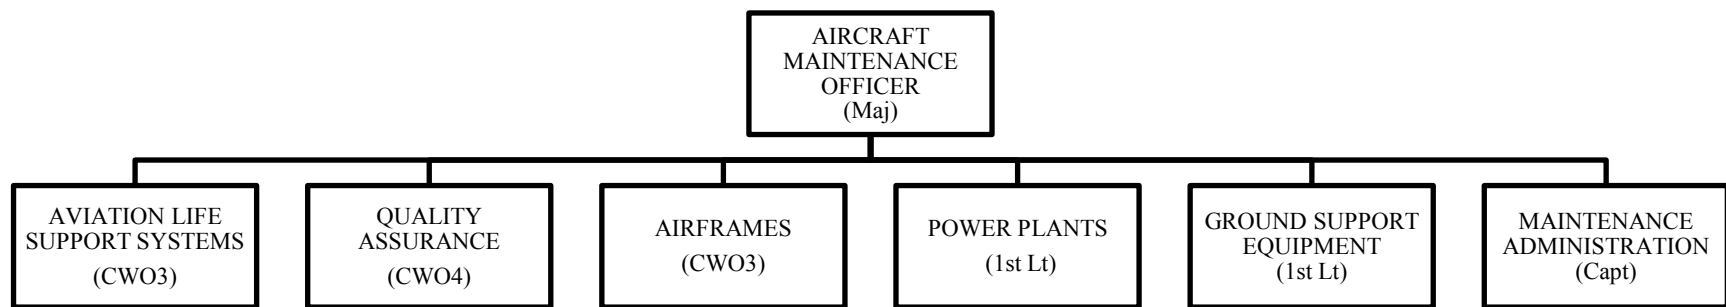 AIRCRAFT
MAINTENANCE
OFFICER
(Maj)
AVIATION LIFE
SUPPORT SYSTEMS
(CWO3)
QUALITY
ASSURANCE
(CWO4)
AIRFRAMES
(CWO3)
POWER PLANTS
(1st Lt)
GROUND SUPPORT
EQUIPMENT
(1st Lt)
MAINTENANCE
ADMINISTRATION
(Capt)